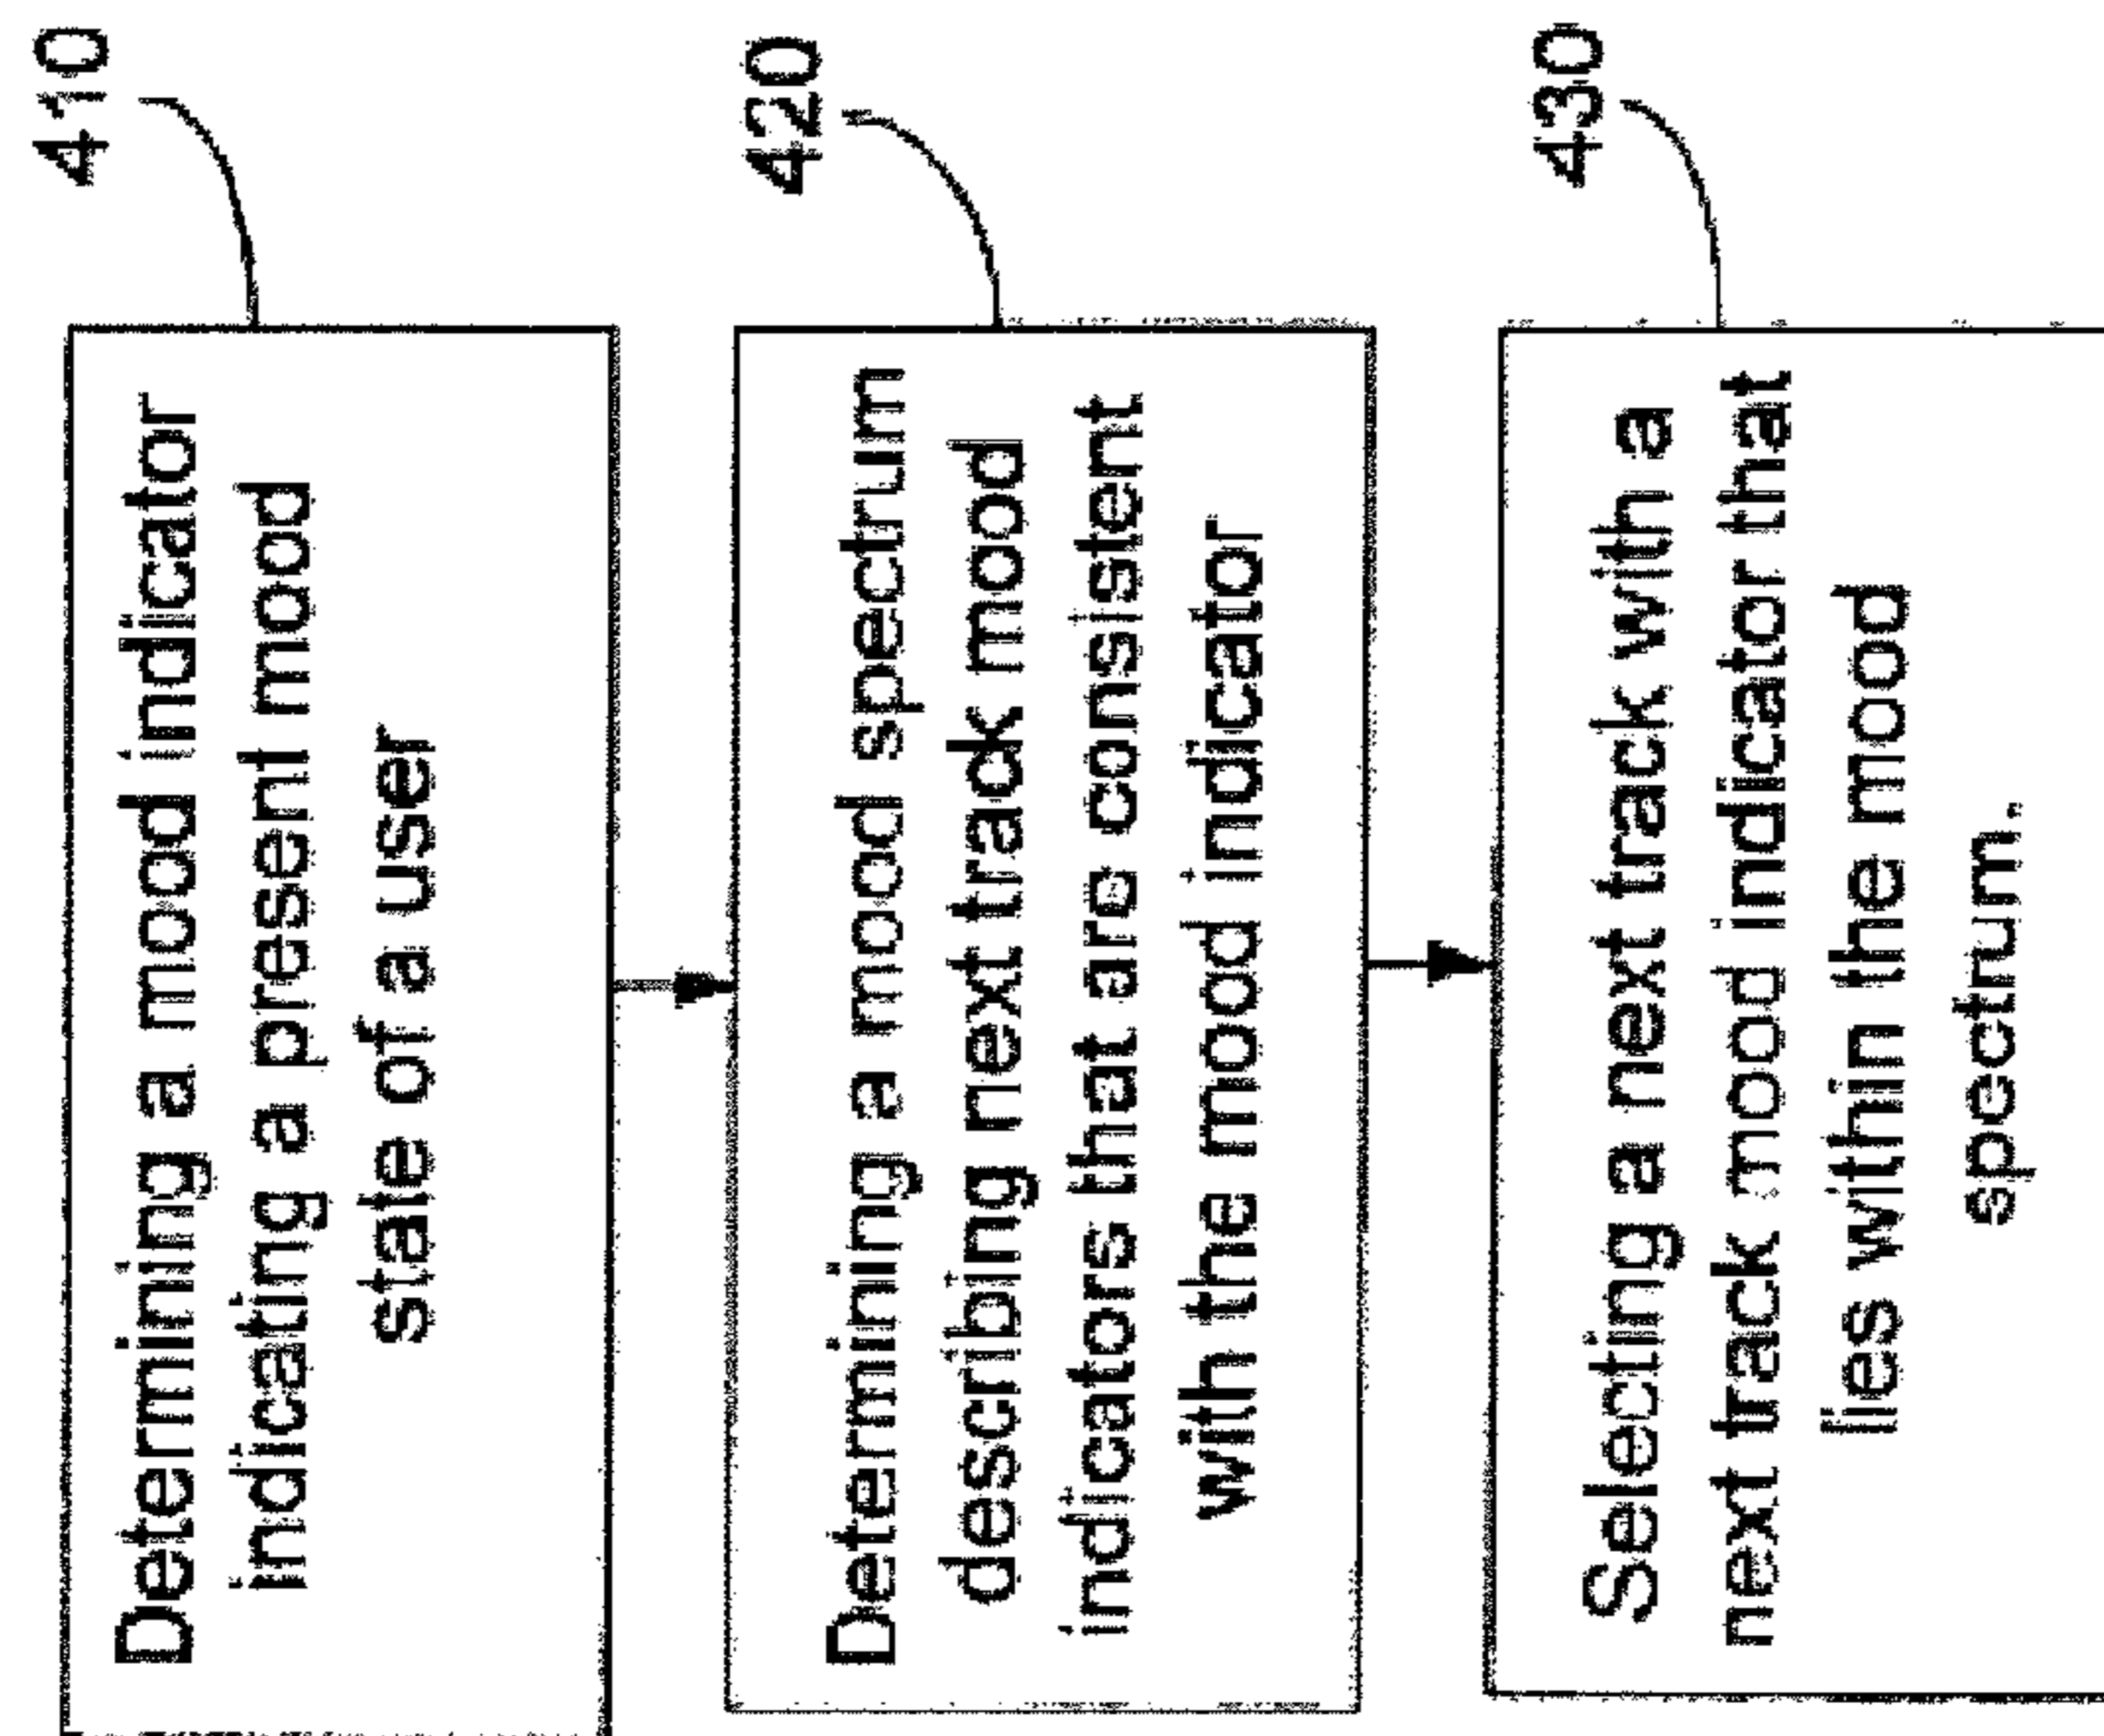 Determining a mood indicator
indicating a present mood
state of a user
410
Determining a mood spectrum
describing next track mood
indicators that are consistent
with the mood indicator
420
Selecting a next track with a
next track mood indicator that
lies within the mood
spectrum.
430